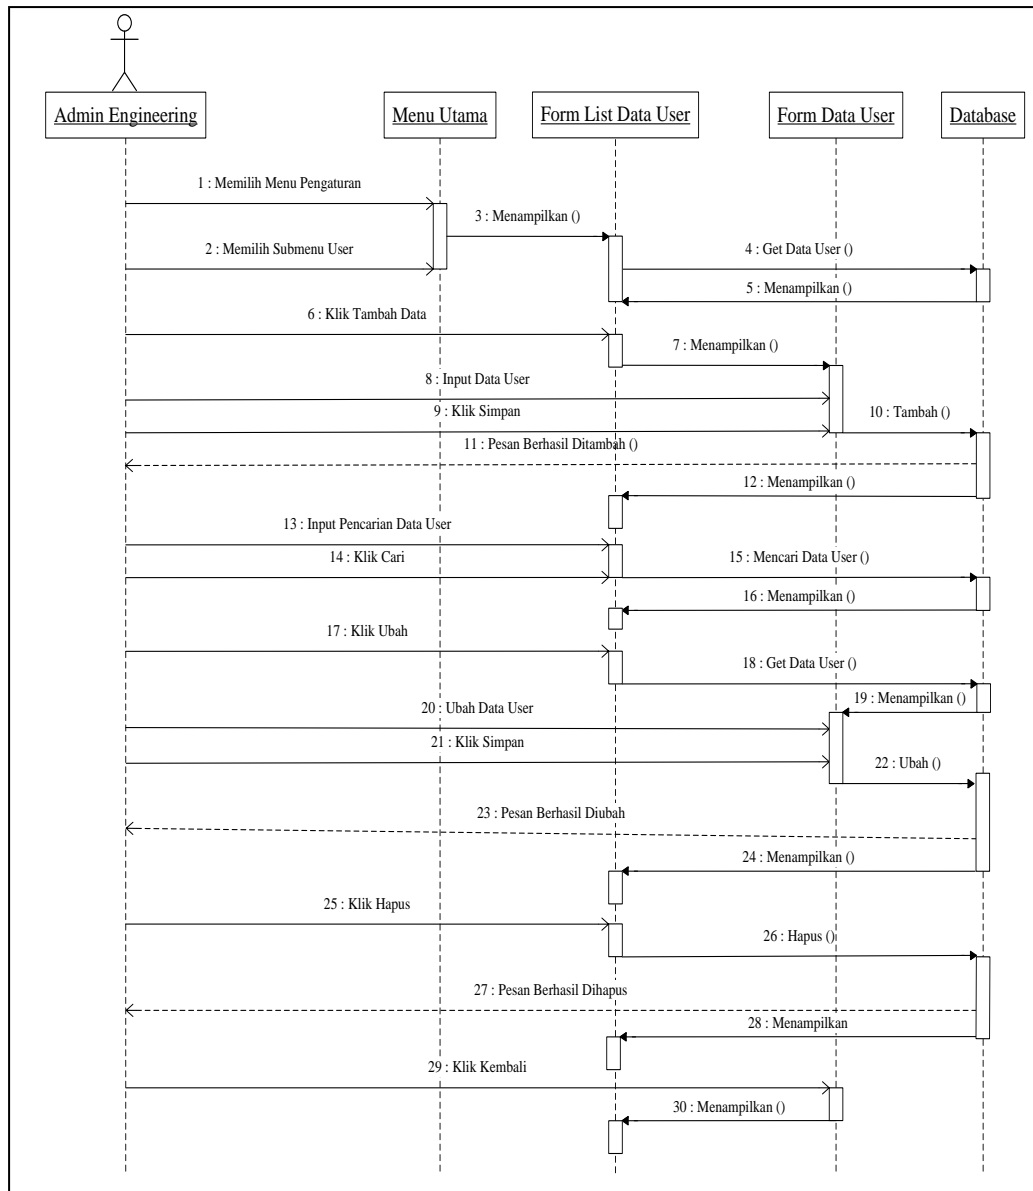 Admin Engineering
Menu Utama
Form List Data User
Form Data User
Database
1 : Memilih Menu Pengaturan
2 : Memilih Submenu User
3 : Menampilkan ()
4 : Get Data User ()
5 : Menampilkan ()
6 : Klik Tambah Data
7 : Menampilkan ()
8 : Input Data User
9 : Klik Simpan
10 : Tambah ()
11 : Pesan Berhasil Ditambah ()
12 : Menampilkan ()
13 : Input Pencarian Data User
14 : Klik Cari
15 : Mencari Data User ()
16 : Menampilkan ()
17 : Klik Ubah
18 : Get Data User ()
19 : Menampilkan ()
20 : Ubah Data User
21 : Klik Simpan
22 : Ubah ()
23 : Pesan Berhasil Diubah
24 : Menampilkan ()
25 : Klik Hapus
26 : Hapus ()
27 : Pesan Berhasil Dihapus
28 : Menampilkan
29 : Klik Kembali
30 : Menampilkan ()